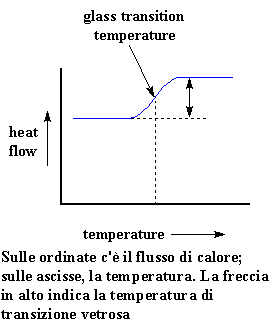 glass transition
temperature
heat
flow
temperature
Sulle ordinate c'è il flusso di calore;
sulle ascisse, la temperatura. La freccia
in alto indica la temperatura di
transizione vetrosa